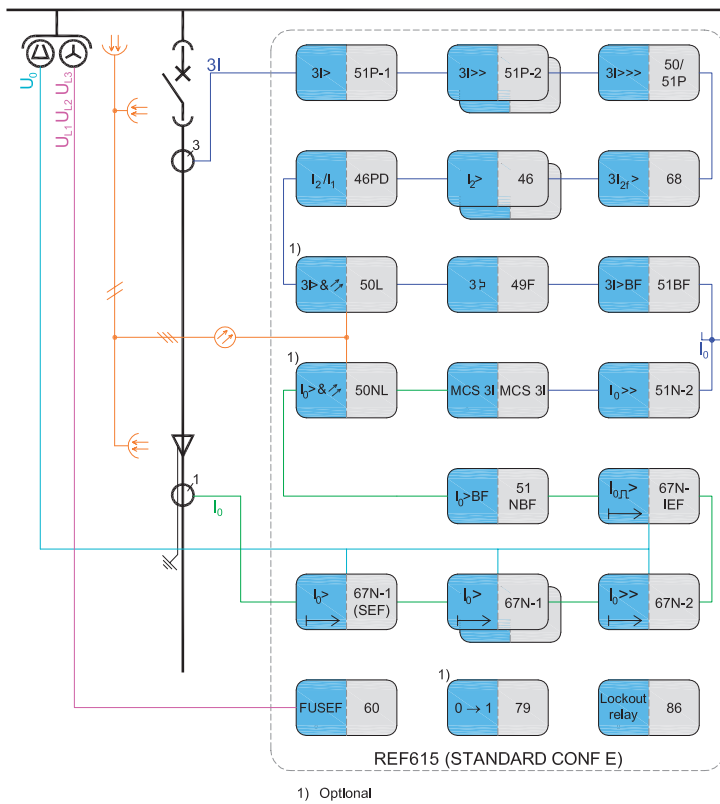 3I
3I> 51P-1
3I>> 51P-2
3I>>> 50/
51P
U₀
U_L1 U_L2 U_L3
3
I₂/I₁ 46PD
I₂> 46
3I₂f> 68
1)
3I>& 50L
3 49F
3I>BF 51BF
I₀
1)
I₀>& 50NL
MCS 3I MCS 3I
I₀>> 51N-2
1
I₀
I₀>BF 51
NBF
I₀> 67N-
IEF
I₀> 67N-1
(SEF)
I₀> 67N-1
I₀>> 67N-2
FUSEF 60
1)
0 → 1 79
Lockout
relay 86
REF615 (STANDARD CONF E)
1) Optional